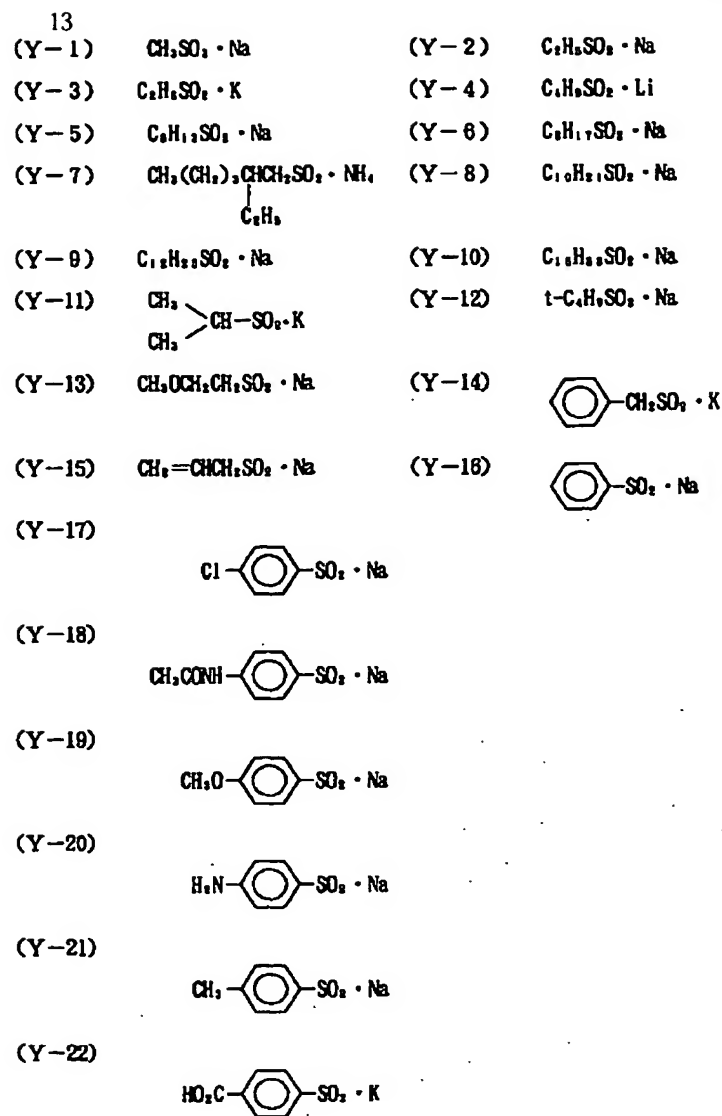 13
(Y-1) CH₃SO₂・Na (Y-2) C₂H₅SO₂・Na
(Y-3) C₂H₅SO₂・K (Y-4) C₄H₉SO₂・Li
(Y-5) C₆H₁₃SO₂・Na (Y-6) C₈H₁₇SO₂・Na
(Y-7) CH₃(CH₂)₃CHCH₂SO₂・NH₄ (Y-8) C₁₀H₂₁SO₂・Na
C₂H₅
(Y-9) C₁₂H₂₅SO₂・Na (Y-10) C₁₆H₃₃SO₂・Na
(Y-11) CH₃ CH₃ CH-SO₂・K (Y-12) t-C₄H₉SO₂・Na
(Y-13) CH₃OCH₂CH₂SO₂・Na (Y-14) CH₂SO₂・K
(Y-15) CH₂=CHCH₂SO₂・Na (Y-16) SO₂・Na
(Y-17)
Cl SO₂・Na
(Y-18)
CH₃CONH SO₂・Na
(Y-19)
CH₃O SO₂・Na
(Y-20)
H₂N SO₂・Na
(Y-21)
CH₃ SO₂・Na
(Y-22)
HO₂C SO₂・K